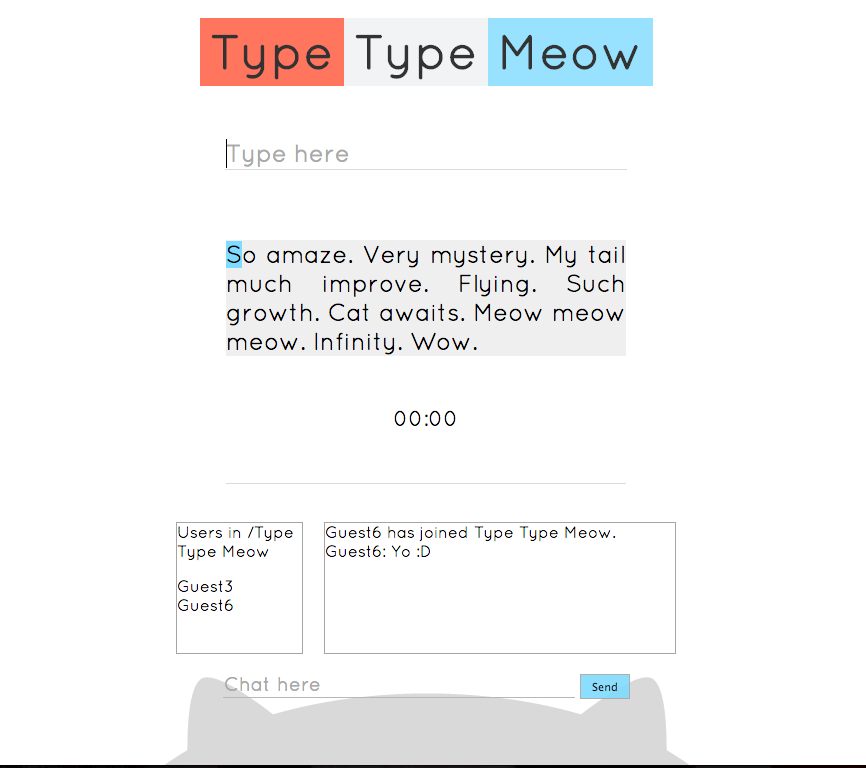 Type Type Meow
Type here
So amaze. Very mystery. My tail
much improve. Flying. Such
growth. Cat awaits. Meow meow
meow. Infinity. Wow.
00:00
Users in /Type
Type Meow
Guest3
Guest6
Guest6 has joined Type Type Meow.
Guest6: Yo :D
Chat here
Send